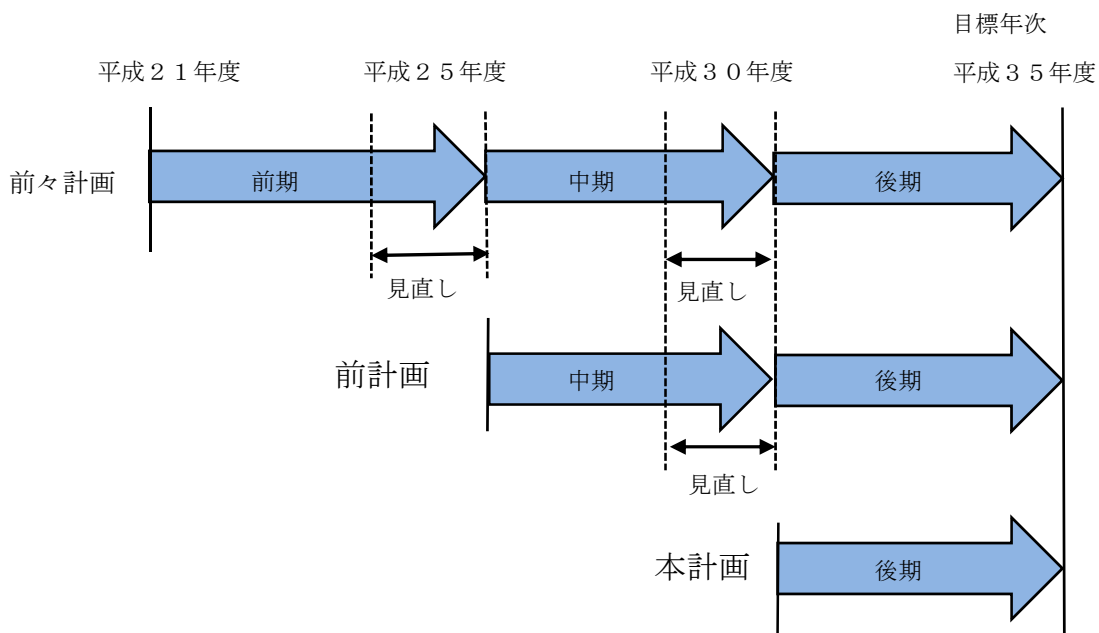 目標年次
平成２１年度
平成２５年度
平成３０年度
平成３５年度
前々計画
前期
中期
後期
見直し
見直し
前計画
中期
後期
見直し
本計画
後期